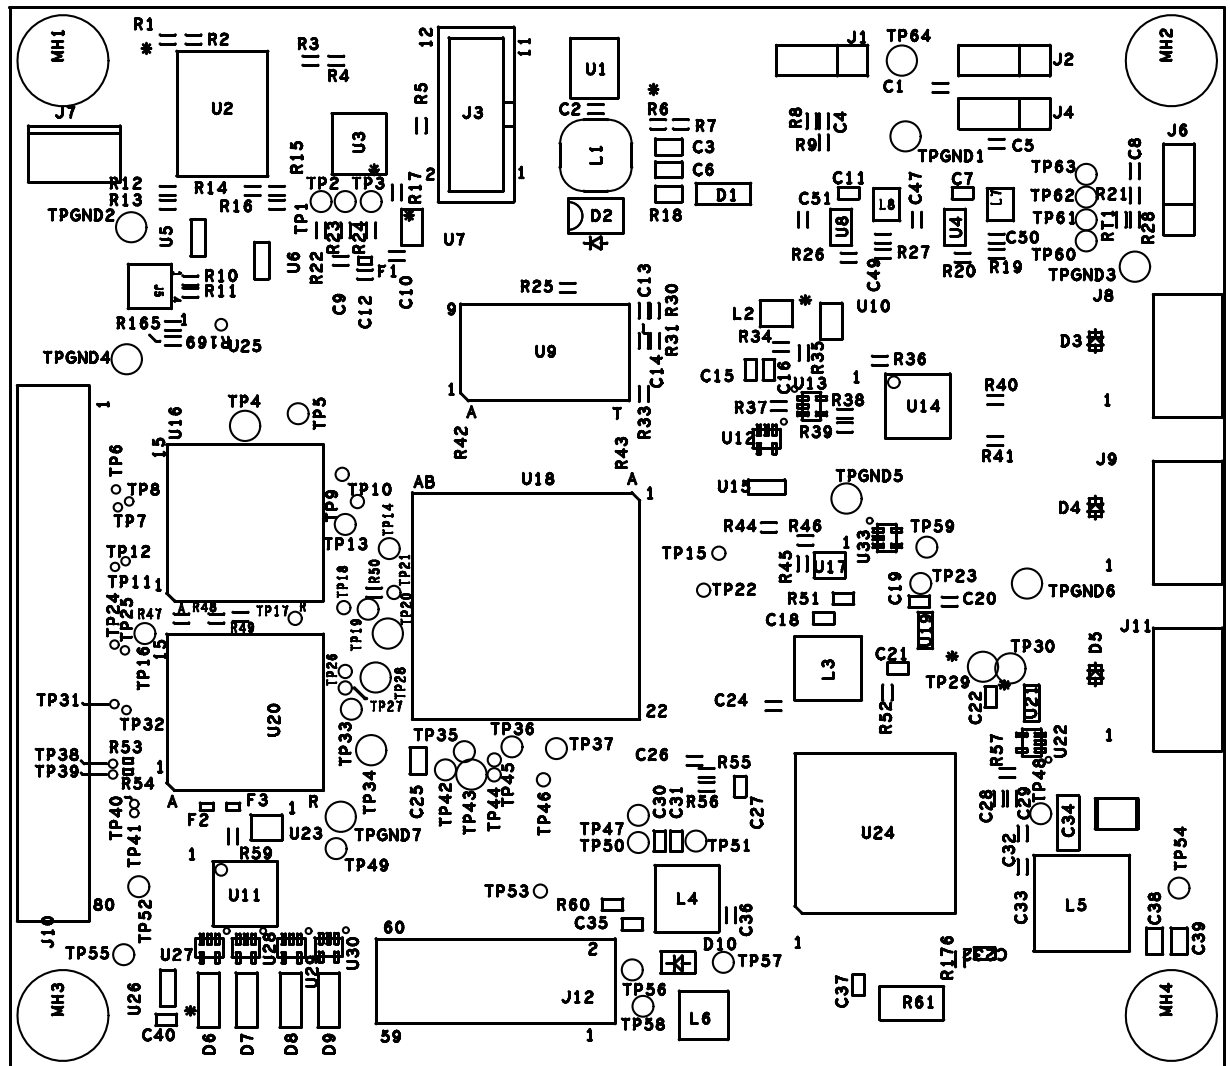 R1
R2
MH1
R3
R4
12
11
R5
J3
2
1
U1
C2
R6
R7
C3
C6
L1
R18
D1
D2
J1
TP64
J2
C1
J4
MH2
R8
C4
R9
TPGND1
C5
J6
J7
U2
U3
R15
R12
R13
R14
R16
TP2
TP3
R17
TPGND2
TP1
U5
U6
R22
R23
R24
F1
U7
C9
C12
C10
C11
C51
U8
L8
C47
C7
U4
L7
TP63
TP62
TP61
TP60
C8
R21
RT1
R28
R26
C49
R27
R20
C50
R19
TPGND3
J5
R10
R11
R165
1
R169
U25
TPGND4
R25
C13
R30
9
U9
R31
C14
1
A
T
R33
L2
U10
R34
R35
C16
C15
U13
1
R36
J8
D3
1
R37
R38
R39
U12
U14
R40
R41
1
U16
15
TP4
TP5
R42
R43
AB
U18
A
1
U15
TPGND5
J9
D4
1
TP6
TP8
TP7
TP9
TP10
TP13
TP14
TP12
TP11
1
A
R
TP21
R50
TP20
TP18
TP19
TP15
TP22
R44
R46
R45
1
U17
U33
TP59
TP23
TPGND6
R51
C19
C20
C18
U19
TP24
TP25
R47
R48
R49
TP17
TP16
15
U20
TP26
TP28
TP27
L3
C21
R52
TP29
TP30
C22
U21
J11
D5
1
TP31
TP32
TP33
22
C24
TP38
TP39
R53
R54
1
A
R
TP34
TP35
TP36
TP37
C25
TP42
TP43
TP44
TP45
TP46
C26
R55
R56
C27
R57
U22
TP48
C28
C29
C34
TP40
TP41
F2
F3
1
U23
R59
TPGND7
TP49
TP47
TP50
C30
C31
TP51
U24
C32
C33
L5
TP54
1
U11
TP52
TP53
R60
C35
L4
C36
J10
80
TP55
U27
U28
U29
U30
60
2
J12
59
1
TP56
TP58
D10
TP57
L6
1
R176
C232
C37
R61
C38
C39
MH3
U26
C40
D6
D7
D8
D9
MH4